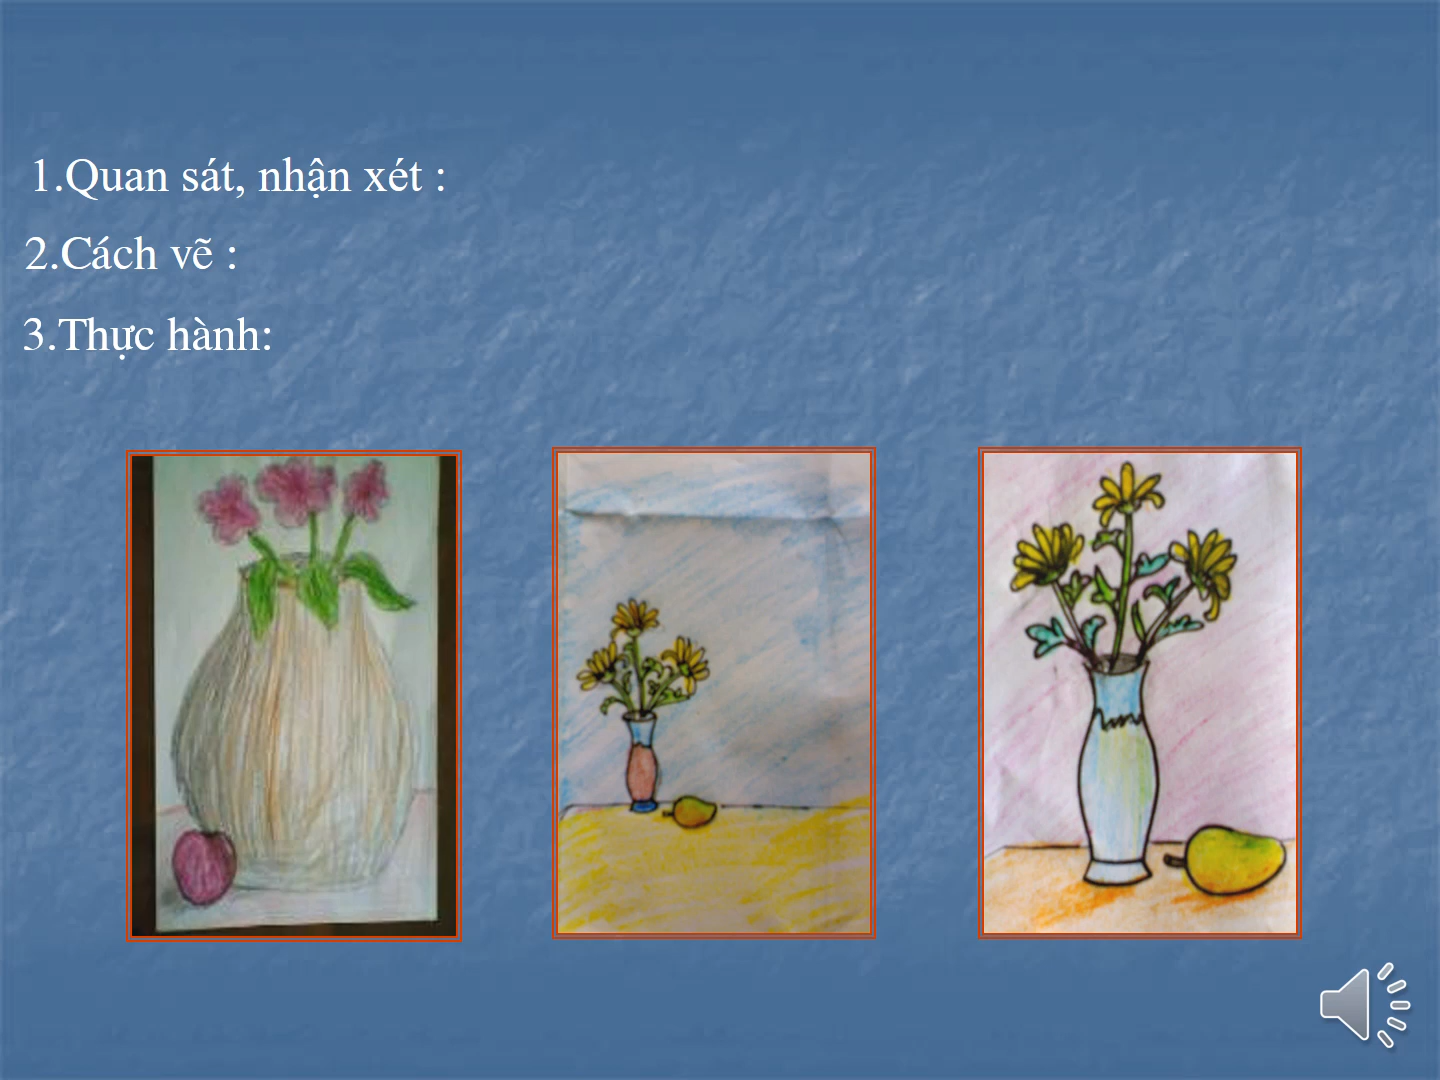 1.Quan sát, nhận xét :
2.Cách vẽ :
3.Thực hành: